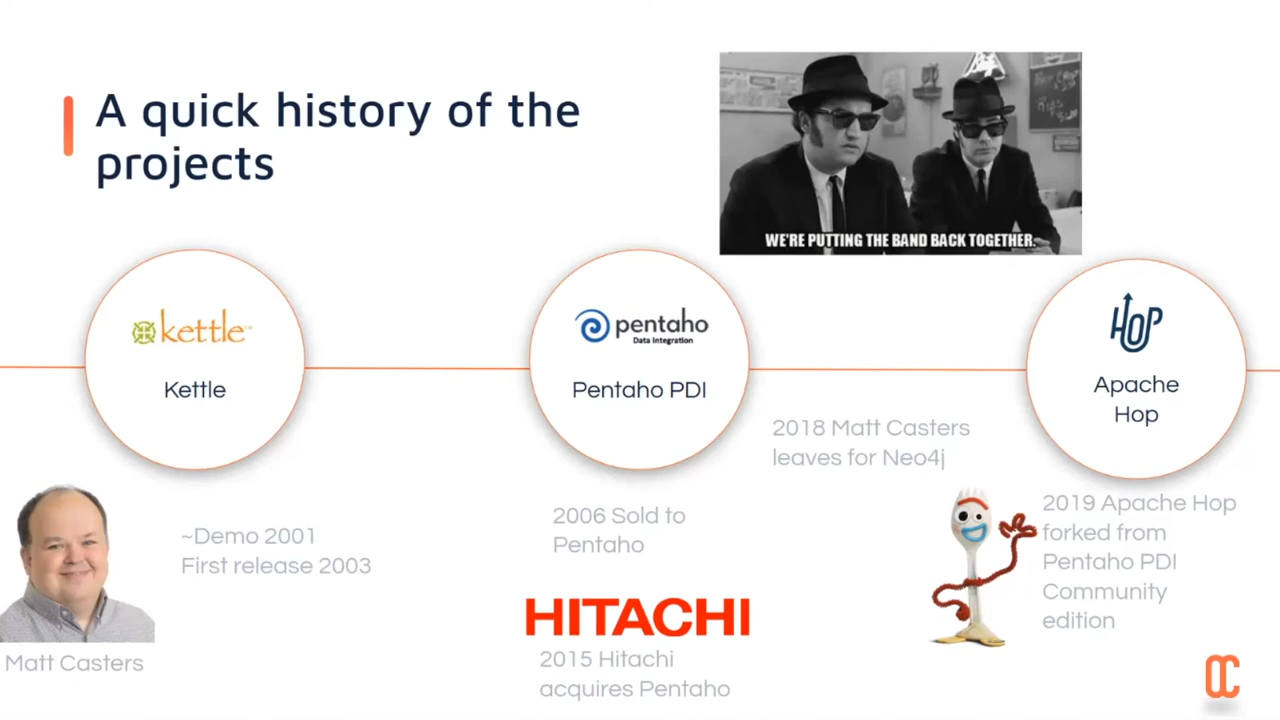 A quick history of the
projects
WE'RE PUTTING THE BAND BACK TOGETHER.
kettle
Kettle
pentaho
Data Integration
Pentaho PDI
HOP
Apache
Hop
2018 Matt Casters
leaves for Neo4j
~Demo 2001
First release 2003
Matt Casters
2006 Sold to
Pentaho
HITACHI
2015 Hitachi
acquires Pentaho
2019 Apache Hop
forked from
Pentaho PDI
Community
edition